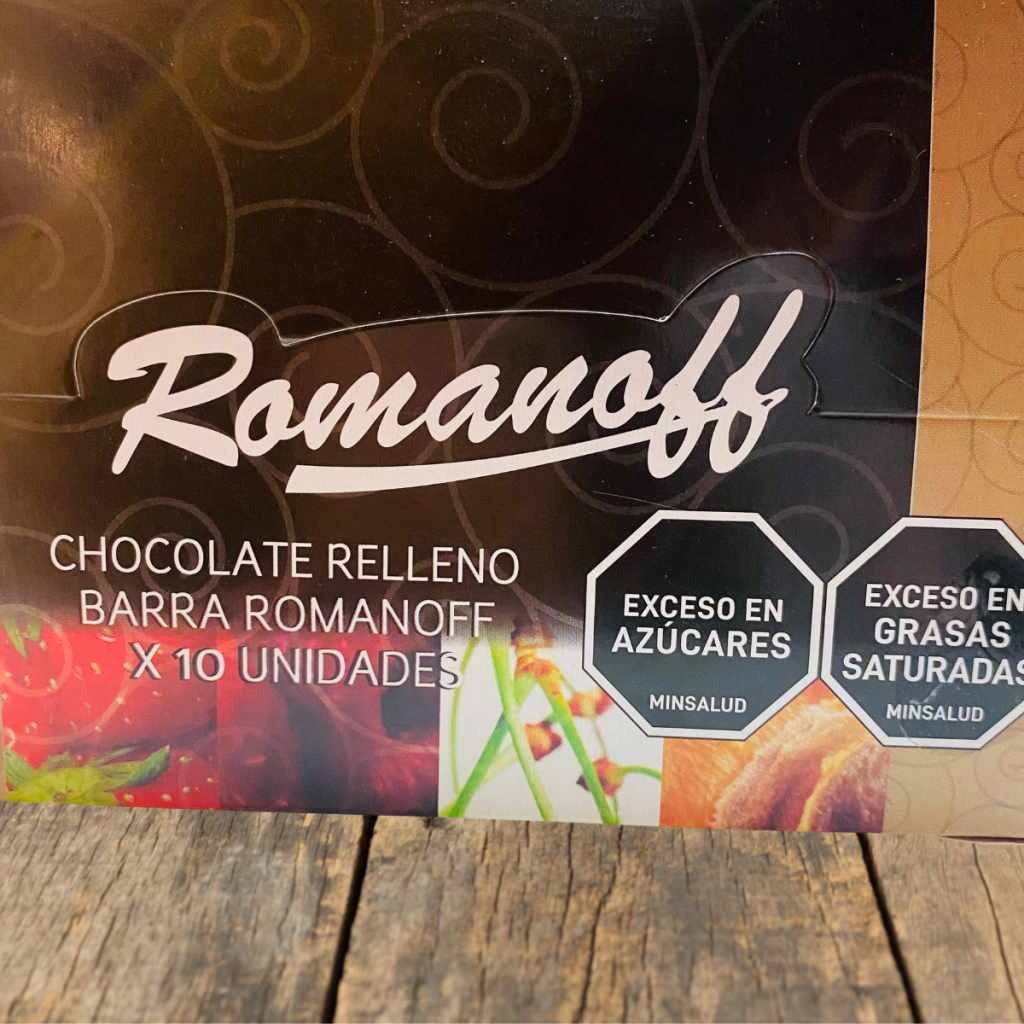 Romanoff
CHOCOLATE RELLENO
BARRA ROMANOFF
X 10 UNIDADES
EXCESO EN
AZÚCARES
MINSALUD
EXCESO EN
GRASAS
SATURADAS
MINSALUD